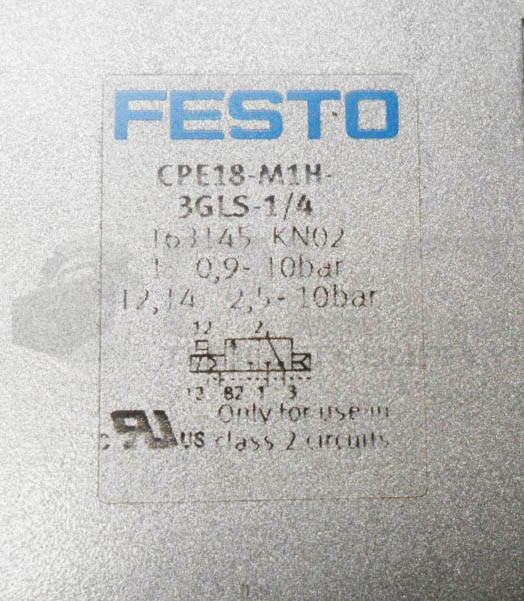 FESTO
CPE18-M1H-
3GLS-1/4
163145 KN02
1: 0,9-10bar
12,14: 2,5-10bar
12 2
12 82 1 3
Only for use in
c US class 2 circuits